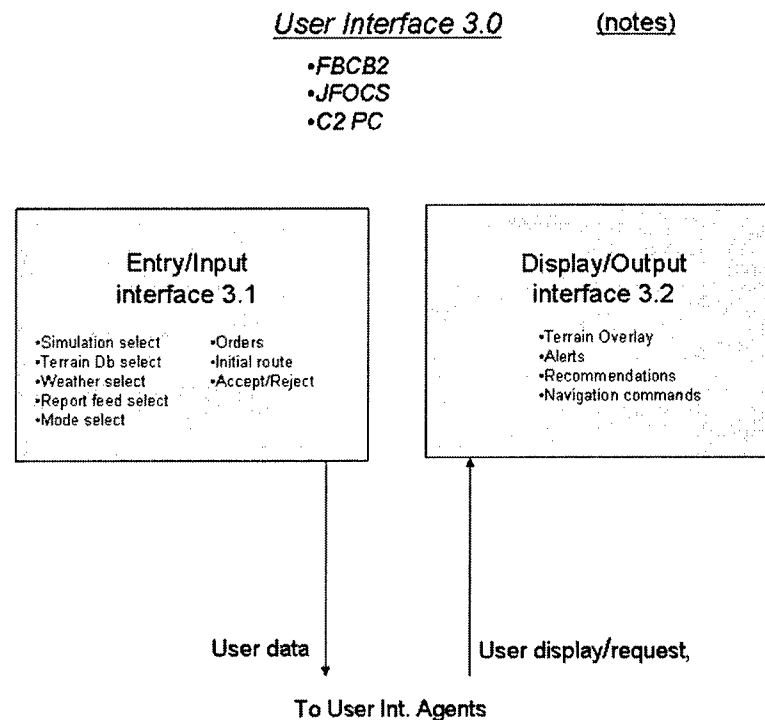 User Interface 3.0 (notes)
•FBCB2
•JFOCS
•C2 PC
Entry/Input
interface 3.1
•Simulation select
•Terrain Db select
•Weather select
•Report feed select
•Mode select
•Orders
•Initial route
•Accept/Reject
Display/Output
interface 3.2
•Terrain Overlay
•Alerts
•Recommendations
•Navigation commands
User data
User display/request,
To User Int. Agents